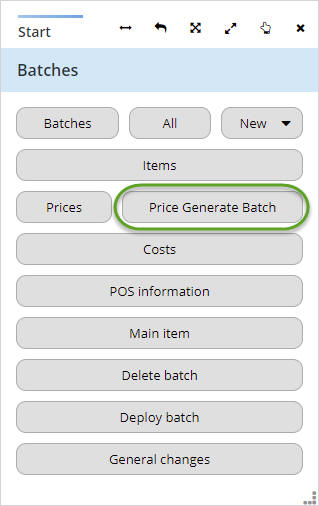 Start
Batches
Batches All New
Items
Prices Price Generate Batch
Costs
POS information
Main item
Delete batch
Deploy batch
General changes